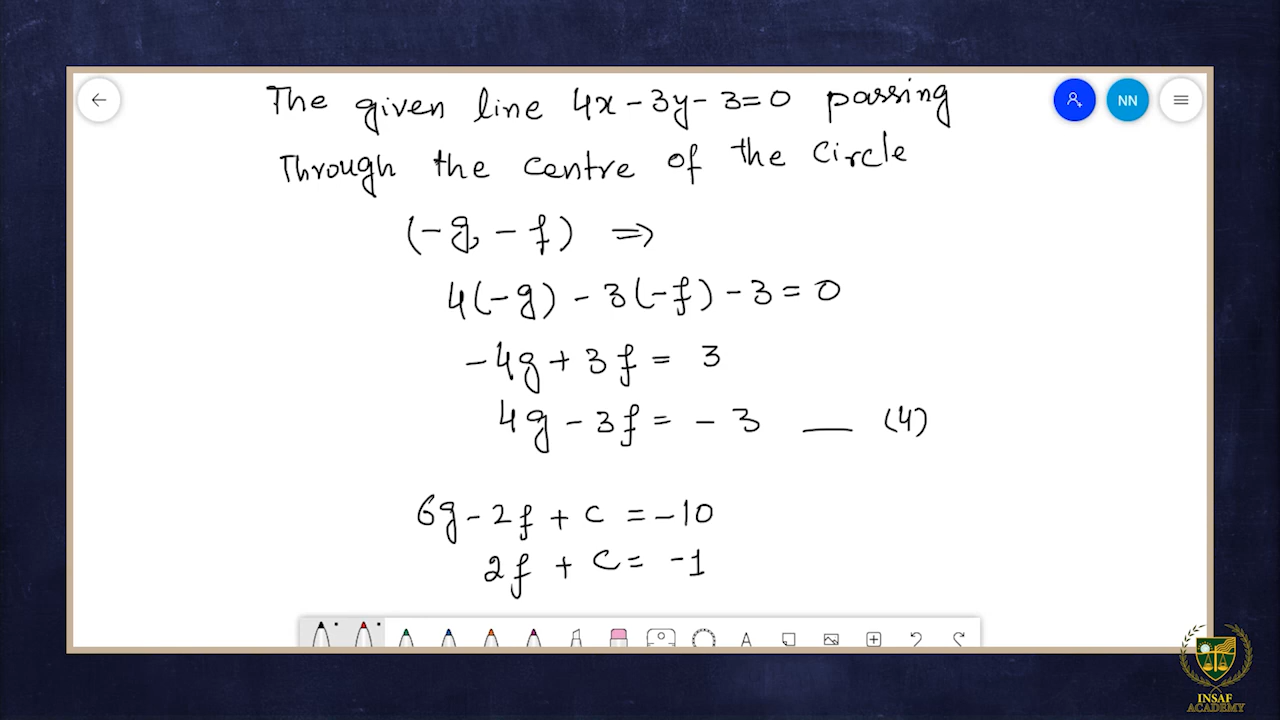 The given line 4x - 3y - 3 = 0 passing
Through the centre of the circle
(-g, -f) ⇒
4(-g) - 3(-f) - 3 = 0
-4g + 3f = 3
4g - 3f = -3 — (4)
6g - 2f + c = -10
2f + c = -1
NN
A
INSAF
ACADEMY